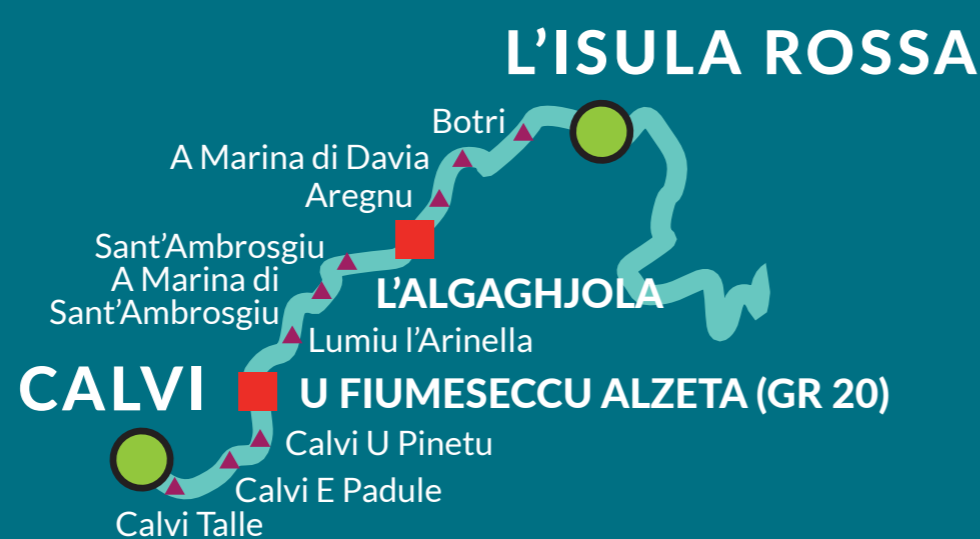 L'ISULA ROSSA
Botri
A Marina di Davia
Aregnu
Sant'Ambrosgiu
A Marina di
Sant'Ambrosgiu
L'ALGAGHJOLA
Lumiu l'Arinella
CALVI
U FIUMESECCU ALZETA (GR 20)
Calvi U Pinetu
Calvi E Padule
Calvi Talle